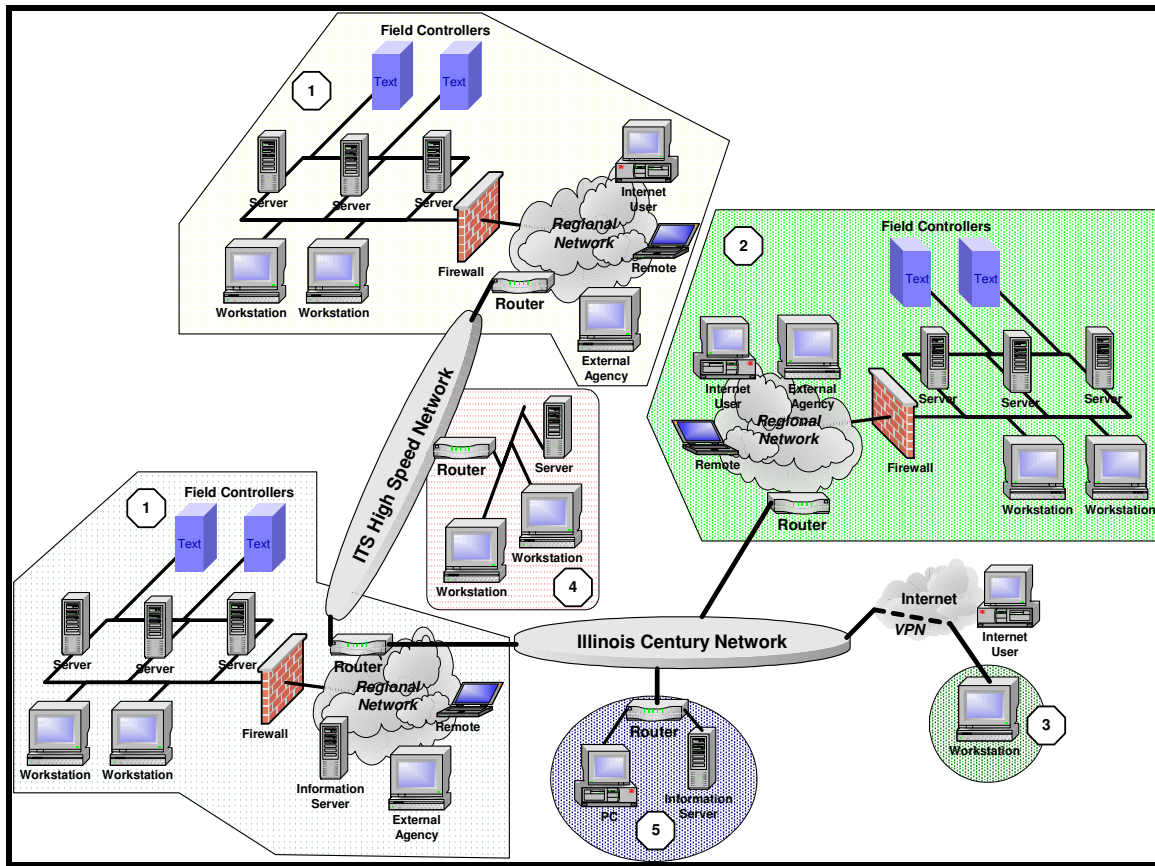 Field Controllers
Text
Text
1
Server
Server
Server
Workstation
Workstation
Firewall
Regional
Network
Internet
User
Remote
Router
External
Agency
2
Field Controllers
Text
Text
Server
Server
Server
Internet
User
External
Agency
Regional
Network
Remote
Firewall
Router
Workstation
Workstation
ITS High Speed Network
Router
Server
Workstation
Workstation
4
1
Field Controllers
Text
Text
Server
Server
Server
Workstation
Workstation
Firewall
Router
Regional
Network
Remote
Information
Server
External
Agency
Illinois Century Network
Internet
VPN
Internet
User
Workstation
3
Router
PC
Information
Server
5